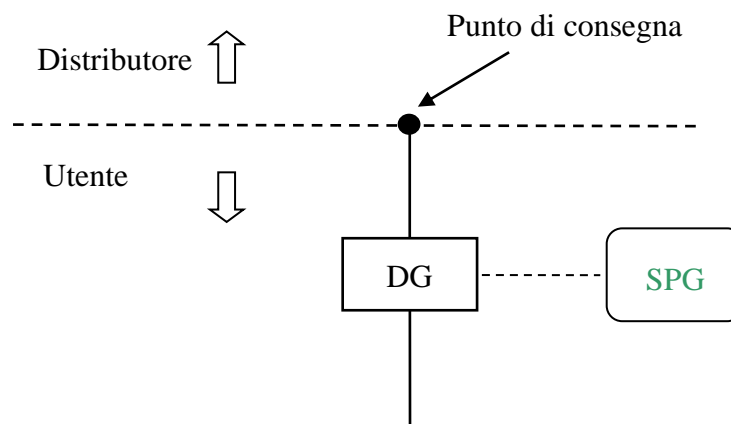 Punto di consegna
Distributore
Utente
DG
SPG